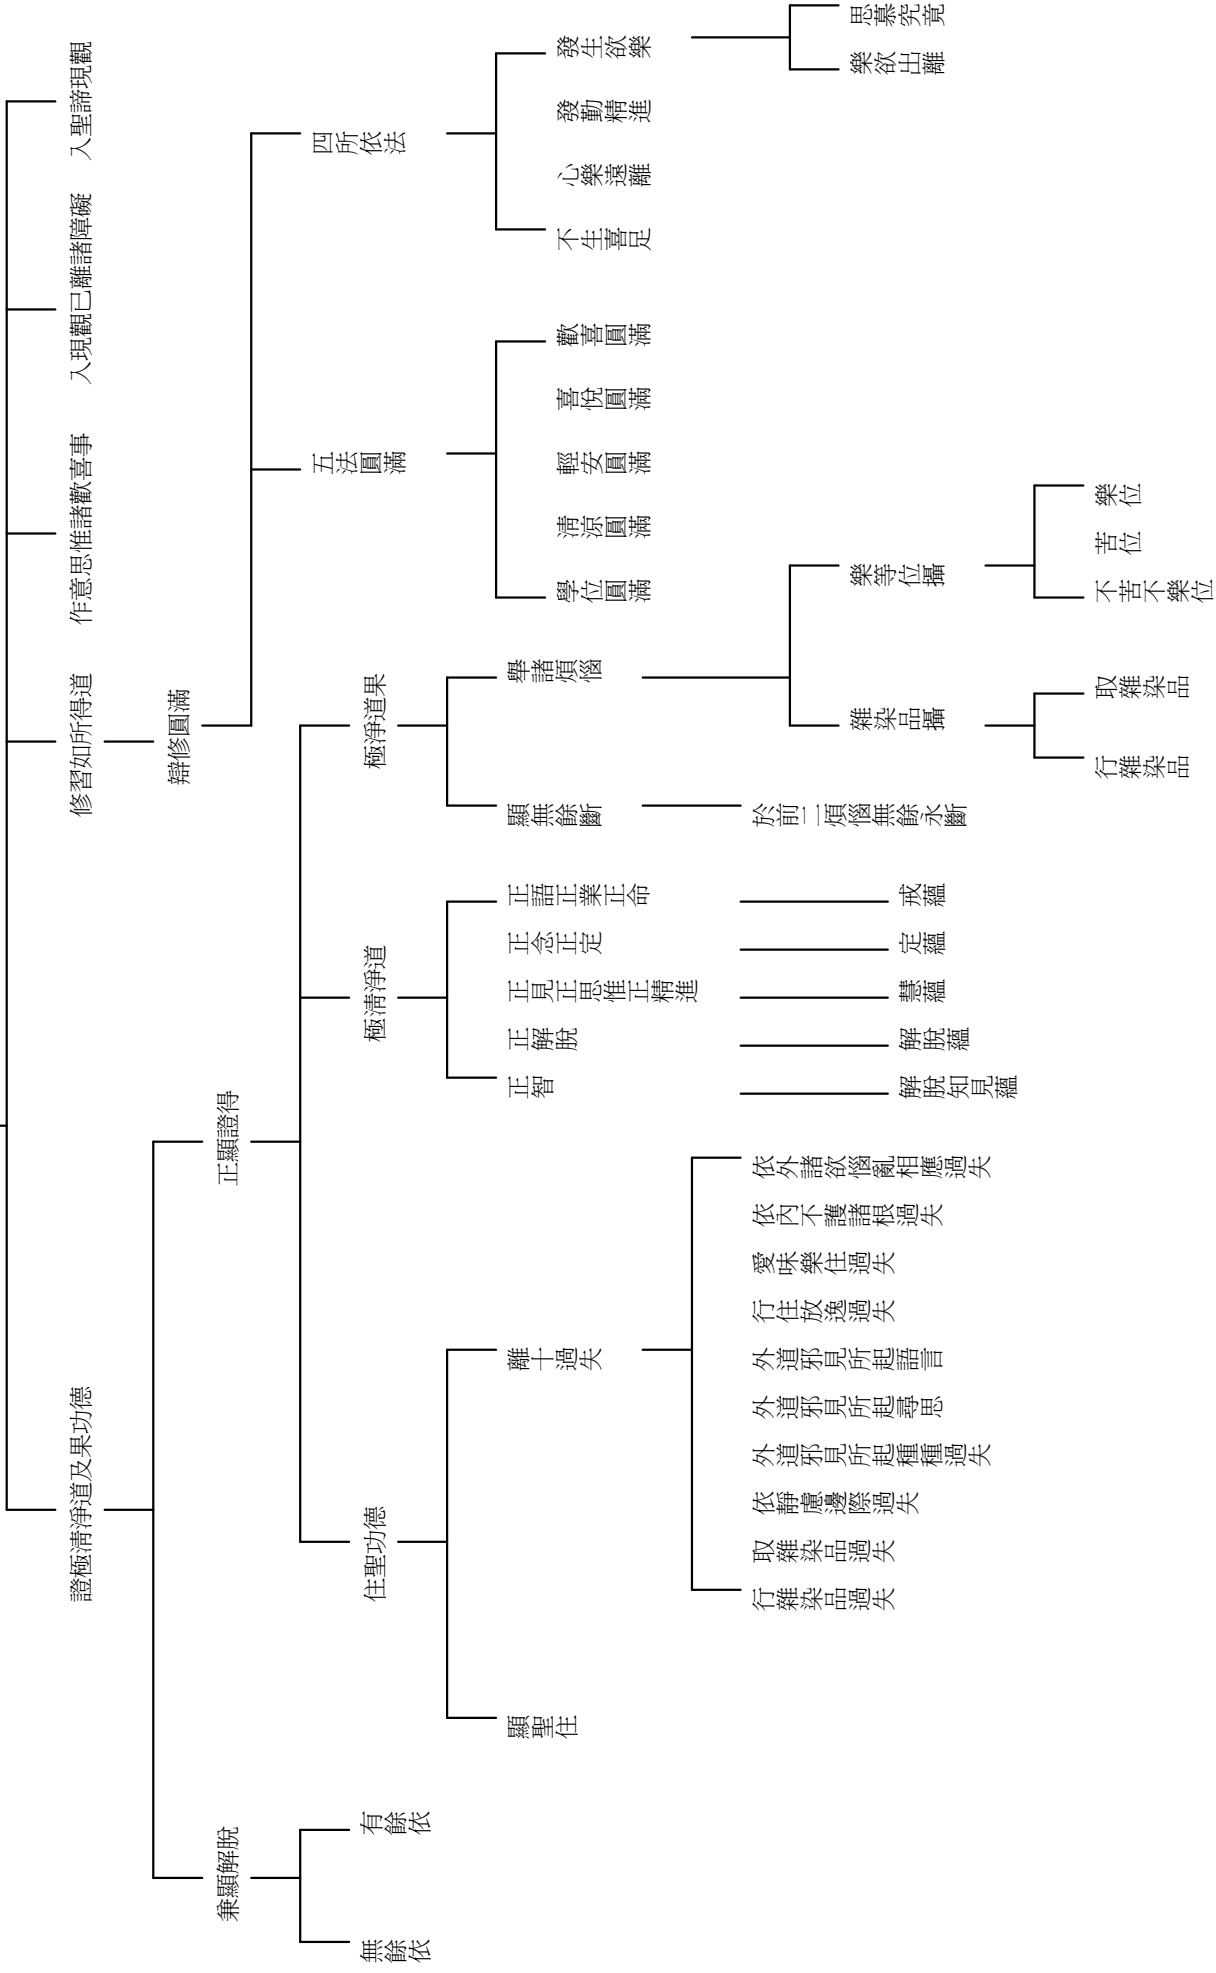 入聖諦現觀
入現觀已離諸障礙
作意思惟諸歡喜事
修習如所得道
證極清淨道及果功德
辯修圓滿
四所依法
發生欲樂
思慕究竟
樂欲出離
發勤精進
心樂遠離
不生喜足
五法圓滿
歡喜圓滿
喜悅圓滿
輕安圓滿
清涼圓滿
學位圓滿
正顯證得
極淨道果
舉諸煩惱
樂等位攝
樂位
苦位
不苦不樂位
雜染品攝
取雜染品
行雜染品
顯無餘斷
於前二煩惱無餘永斷
極清淨道
正語正業正命
戒蘊
正念正定
定蘊
正見正思惟正精進
慧蘊
正解脫
解脫蘊
正智
解脫知見蘊
住聖功德
離十過失
依外諸欲惱亂相應過失
依內不護諸根過失
愛味樂住過失
行住放逸過失
外道邪見所起語言
外道邪見所起尋思
外道邪見所起種種過失
依靜慮邊際過失
取雜染品過失
行雜染品過失
顯聖住
兼顯解脫
有餘依
無餘依